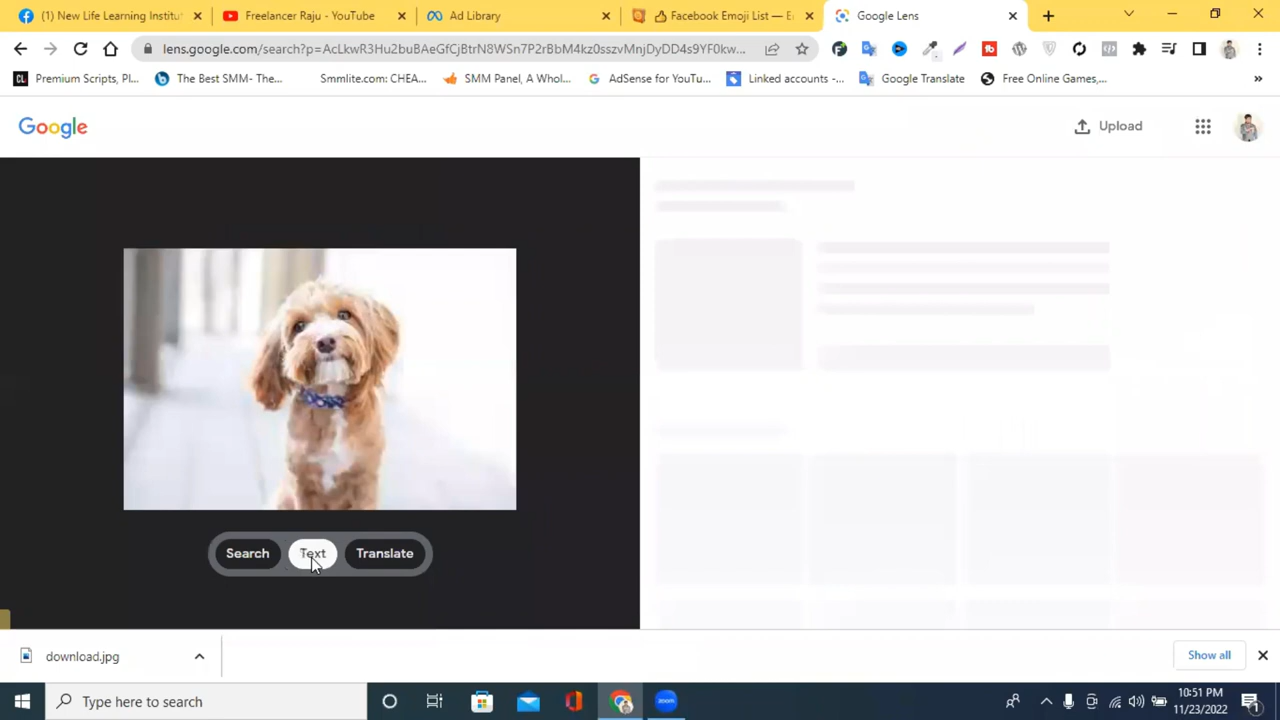 (1) New Life Learning Institu
Freelancer Raju - YouTube
Ad Library
Facebook Emoji List — E
Google Lens
lens.google.com/search?p=AcLkwR3Hu2buBAeGfCjBtrN8WSn7P2rBbM4kz0sszvMnjDyDD4s9YF0kw...
CL Premium Scripts, Pl...
The Best SMM- The...
Smmlite.com: CHEA...
SMM Panel, A Whol...
AdSense for YouTu...
Linked accounts -...
Google Translate
Free Online Games,...
»
Google
Upload
Search
Text
Translate
download.jpg
Show all
Type here to search
10:51 PM
11/23/2022
1